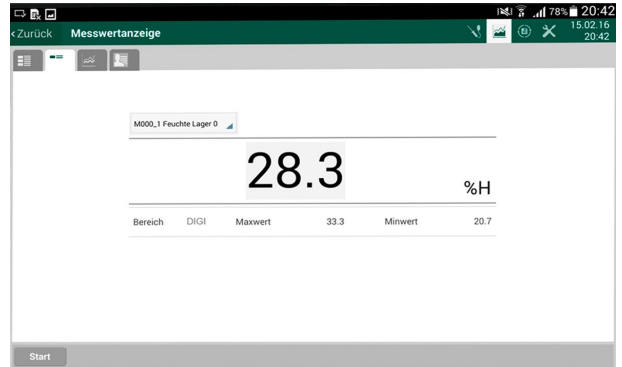 78% 20:42
‹Zurück Messwertanzeige 15.02.16
20:42
M000_1 Feuchte Lager 0
28.3 %H
Bereich DIGI Maxwert 33.3 Minwert 20.7
Start